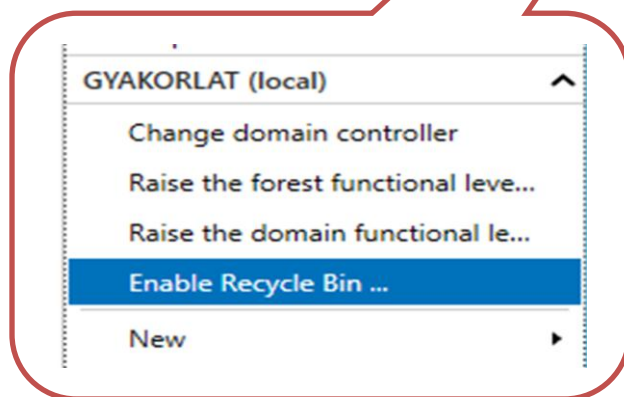 GYAKORLAT (local)
Change domain controller
Raise the forest functional leve...
Raise the domain functional le...
Enable Recycle Bin ...
New